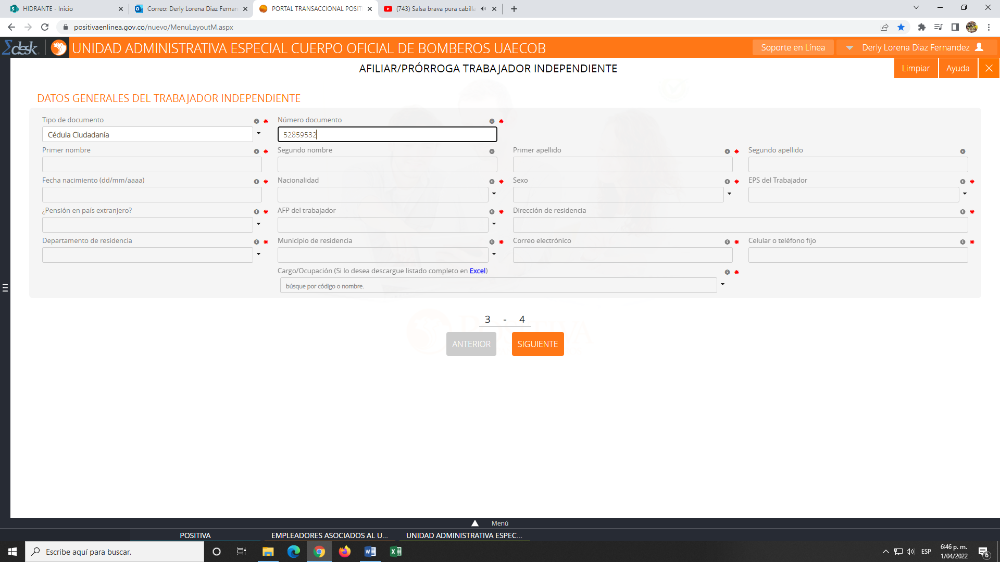 HIDRANTE - Inicio
Correo: Derly Lorena Diaz Fernan
PORTAL TRANSACCIONAL POSIT
(743) Salsa brava pura cabilla
positivaenlinea.gov.co/nuevo/MenuLayoutM.aspx
desk
UNIDAD ADMINISTRATIVA ESPECIAL CUERPO OFICIAL DE BOMBEROS UAECOB
Soporte en Línea
Derly Lorena Diaz Fernandez
AFILIAR/PRÓRROGA TRABAJADOR INDEPENDIENTE
Limpiar
Ayuda
DATOS GENERALES DEL TRABAJADOR INDEPENDIENTE
Tipo de documento
Número documento
Cédula Ciudadanía
52859532
Primer nombre
Segundo nombre
Primer apellido
Segundo apellido
Fecha nacimiento (dd/mm/aaaa)
Nacionalidad
Sexo
EPS del Trabajador
¿Pensión en país extranjero?
AFP del trabajador
Dirección de residencia
Departamento de residencia
Municipio de residencia
Correo electrónico
Celular o teléfono fijo
Cargo/Ocupación (Si lo desea descargue listado completo en Excel)
búsque por código o nombre.
3 - 4
ANTERIOR
SIGUIENTE
Menú
POSITIVA
EMPLEADORES ASOCIADOS AL U...
UNIDAD ADMINISTRATIVA ESPEC...
Escribe aquí para buscar.
ESP
6:46 p. m.
1/04/2022
6